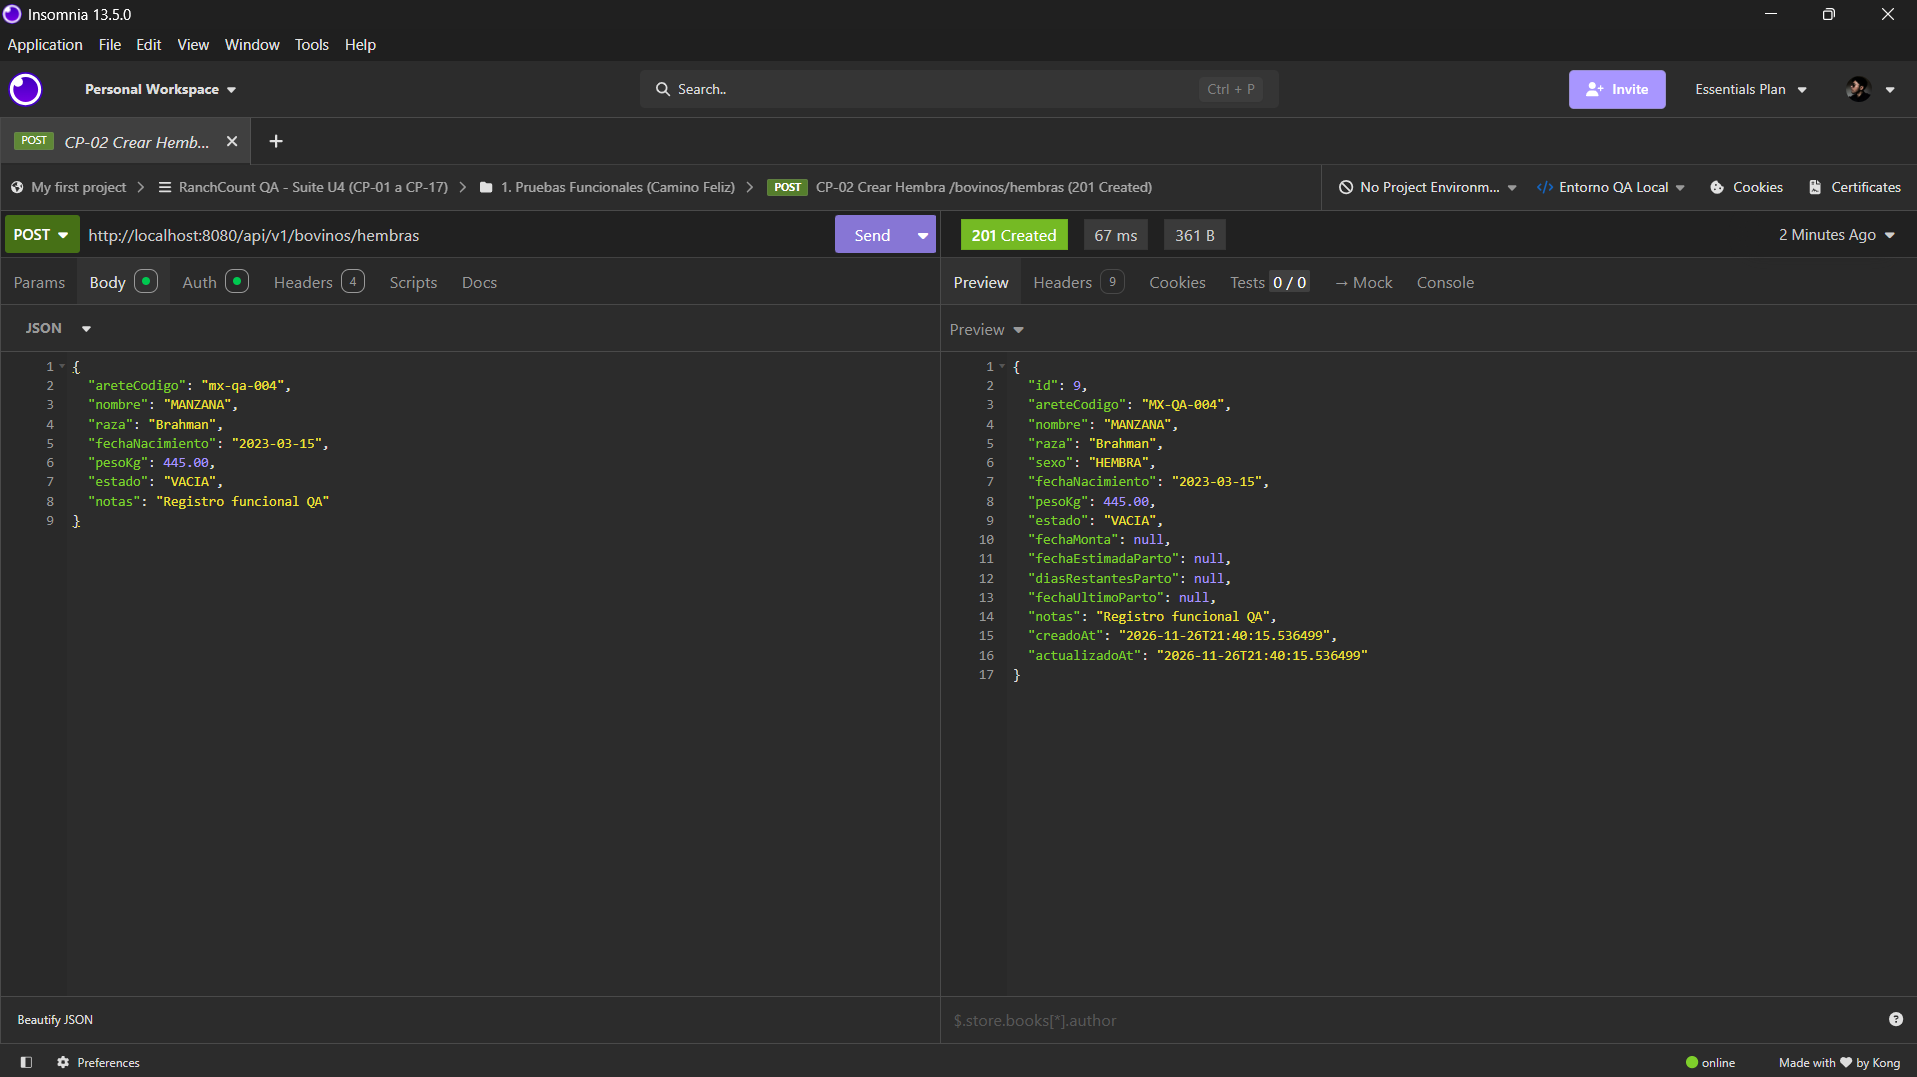 Insomnia 13.5.0
Application File Edit View Window Tools Help
Personal Workspace
Search..
Ctrl + P
Invite
Essentials Plan
POST CP-02 Crear Hemb...
My first project > RanchCount QA - Suite U4 (CP-01 a CP-17) > 1. Pruebas Funcionales (Camino Feliz) > POST CP-02 Crear Hembra /bovinos/hembras (201 Created)
No Project Environm... </> Entorno QA Local Cookies Certificates
POST http://localhost:8080/api/v1/bovinos/hembras Send
201 Created 67 ms 361 B 2 Minutes Ago
Params Body Auth Headers 4 Scripts Docs
Preview Headers 9 Cookies Tests 0 / 0 → Mock Console
JSON
Preview
1 {
2 "areteCodigo": "mx-qa-004",
3 "nombre": "MANZANA",
4 "raza": "Brahman",
5 "fechaNacimiento": "2023-03-15",
6 "pesoKg": 445.00,
7 "estado": "VACIA",
8 "notas": "Registro funcional QA"
9 }
1 {
2 "id": 9,
3 "areteCodigo": "MX-QA-004",
4 "nombre": "MANZANA",
5 "raza": "Brahman",
6 "sexo": "HEMBRA",
7 "fechaNacimiento": "2023-03-15",
8 "pesoKg": 445.00,
9 "estado": "VACIA",
10 "fechaMonta": null,
11 "fechaEstimadaParto": null,
12 "diasRestantesParto": null,
13 "fechaUltimoParto": null,
14 "notas": "Registro funcional QA",
15 "creadoAt": "2026-11-26T21:40:15.536499",
16 "actualizadoAt": "2026-11-26T21:40:15.536499"
17 }
Beautify JSON
$.store.books[*].author
Preferences
online
Made with ♥ by Kong